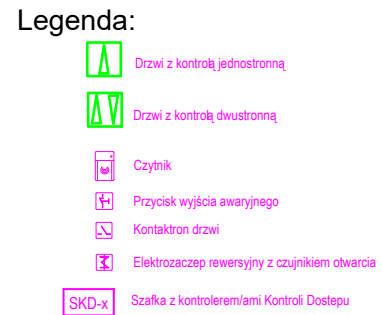 Legenda:
Drzwi z kontrolą jednostronną
Drzwi z kontrolą dwustronną
Czytnik
Przycisk wyjścia awaryjnego
Kontaktron drzwi
Elektrozaczep rewersyjny z czujnikiem otwarcia
SKD-x Szafka z kontrolerem/ami Kontroli Dostepu